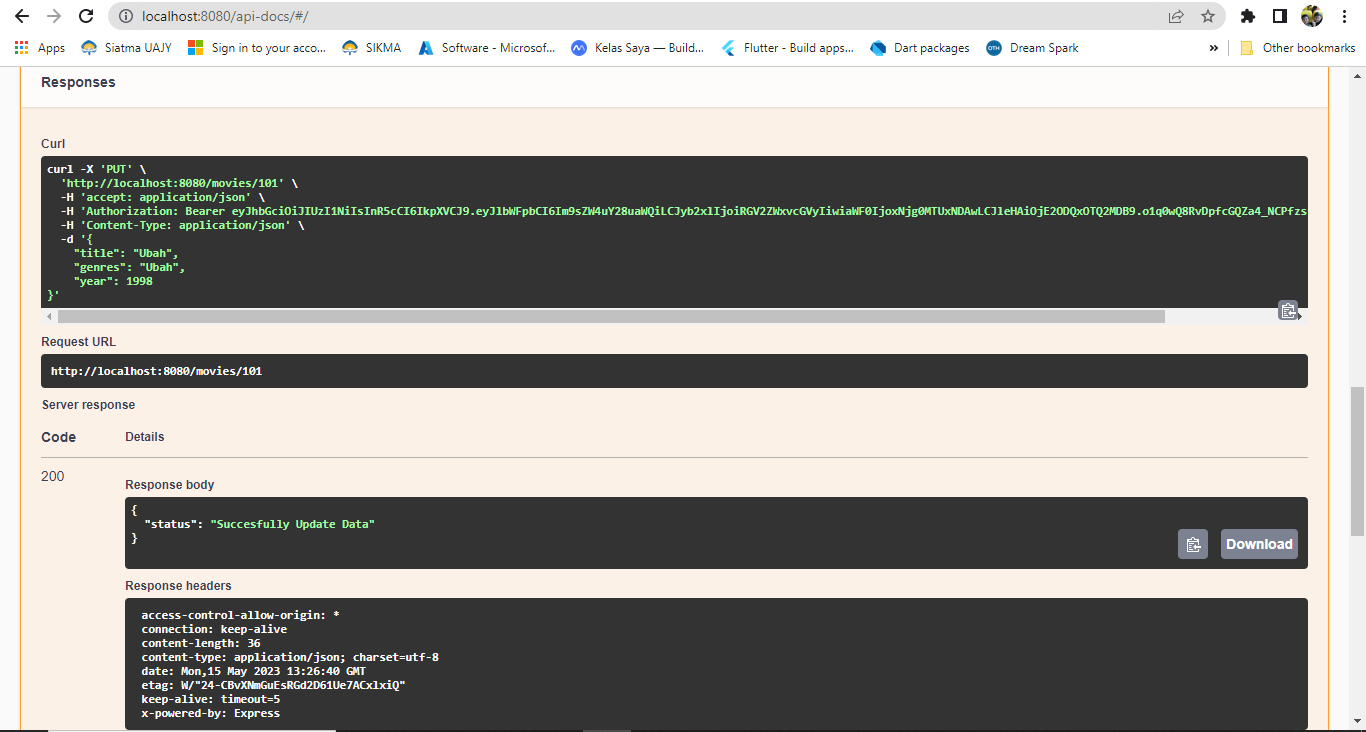 localhost:8080/api-docs/#/
Apps Siatma UAJY Sign in to your acco... SIKMA Software - Microsof... Kelas Saya — Build... Flutter - Build apps... Dart packages OTH Dream Spark » Other bookmarks
Responses
Curl
curl -X 'PUT' \
'http://localhost:8080/movies/101' \
-H 'accept: application/json' \
-H 'Authorization: Bearer eyJhbGciOiJIUzI1NiIsInR5cCI6IkpXVCJ9.eyJlbWFpbCI6Im9sZW4uY28uaWQiLCJyb2xlIjoiRGV2ZWxvcGVyIiwiaWF0IjoxNjg0MTUxNDAwLCJleHAiOjE2ODQxOTQ2MDB9.o1q0wQ8RvDpfcGQZa4_NCPfzs
-H 'Content-Type: application/json' \
-d '{
"title": "Ubah",
"genres": "Ubah",
"year": 1998
}'
Request URL
http://localhost:8080/movies/101
Server response
Code Details
200
Response body
{
"status": "Succesfully Update Data"
}
Download
Response headers
access-control-allow-origin: *
connection: keep-alive
content-length: 36
content-type: application/json; charset=utf-8
date: Mon,15 May 2023 13:26:40 GMT
etag: W/"24-CBvXNmGuEsRGd2D61Ue7ACxlxiQ"
keep-alive: timeout=5
x-powered-by: Express